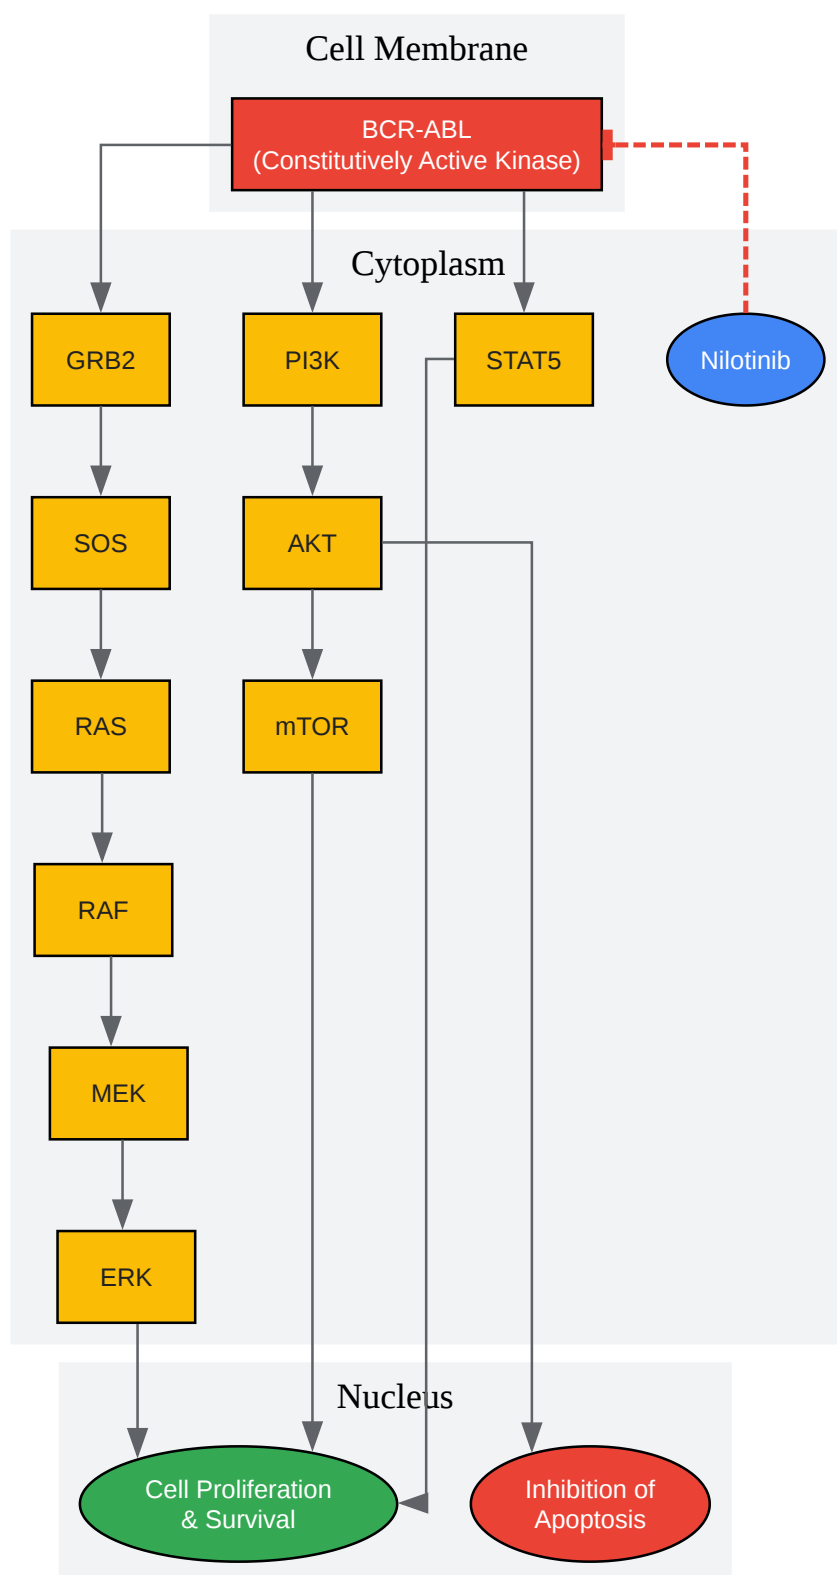 Cell Membrane
BCR-ABL
(Constitutively Active Kinase)
Cytoplasm
GRB2
PI3K
STAT5
Nilotinib
SOS
AKT
RAS
mTOR
RAF
MEK
ERK
Nucleus
Cell Proliferation
& Survival
Inhibition of
Apoptosis